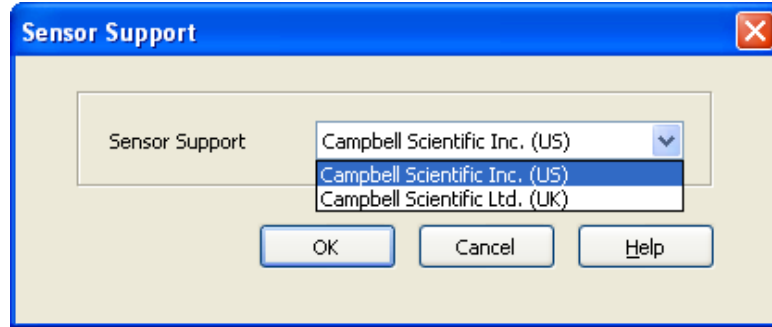 Sensor Support
Sensor Support Campbell Scientific Inc. (US)
Campbell Scientific Inc. (US)
Campbell Scientific Ltd. (UK)
OK Cancel Help